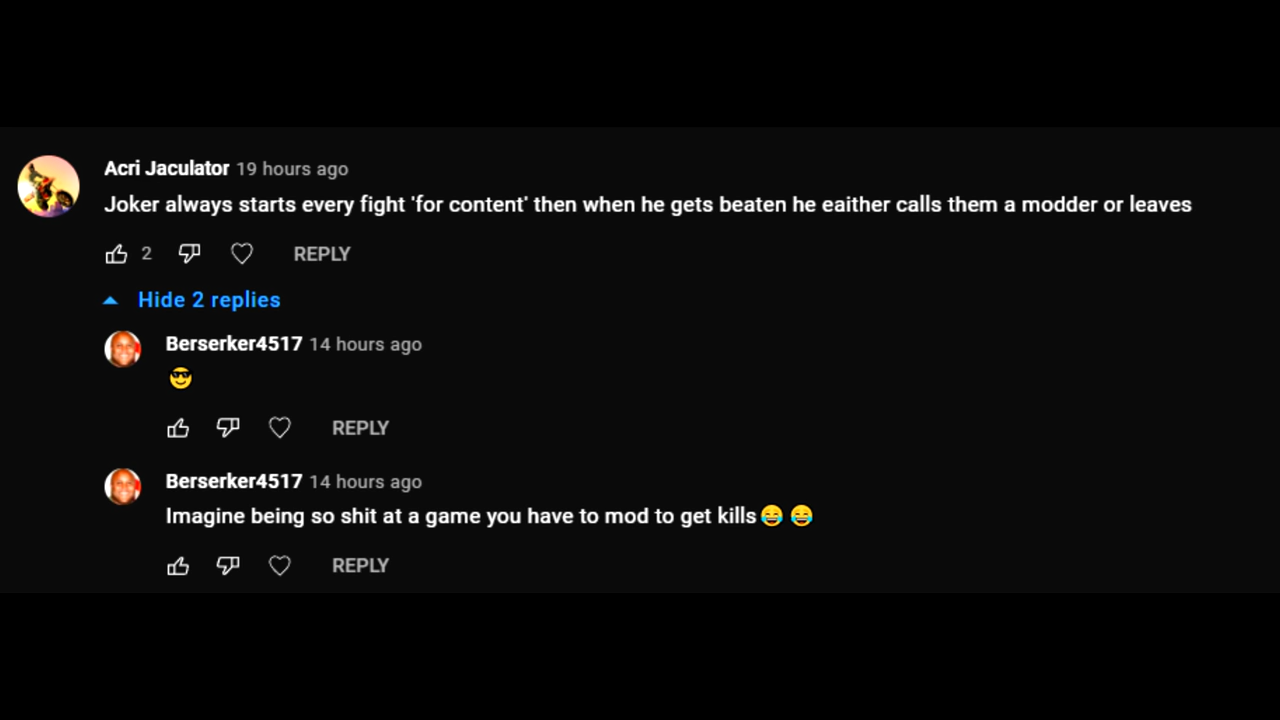 Acri Jaculator 19 hours ago
Joker always starts every fight 'for content' then when he gets beaten he eaither calls them a modder or leaves
2 REPLY
Hide 2 replies
Berserker4517 14 hours ago
😎
REPLY
Berserker4517 14 hours ago
Imagine being so shit at a game you have to mod to get kills😂 😂
REPLY